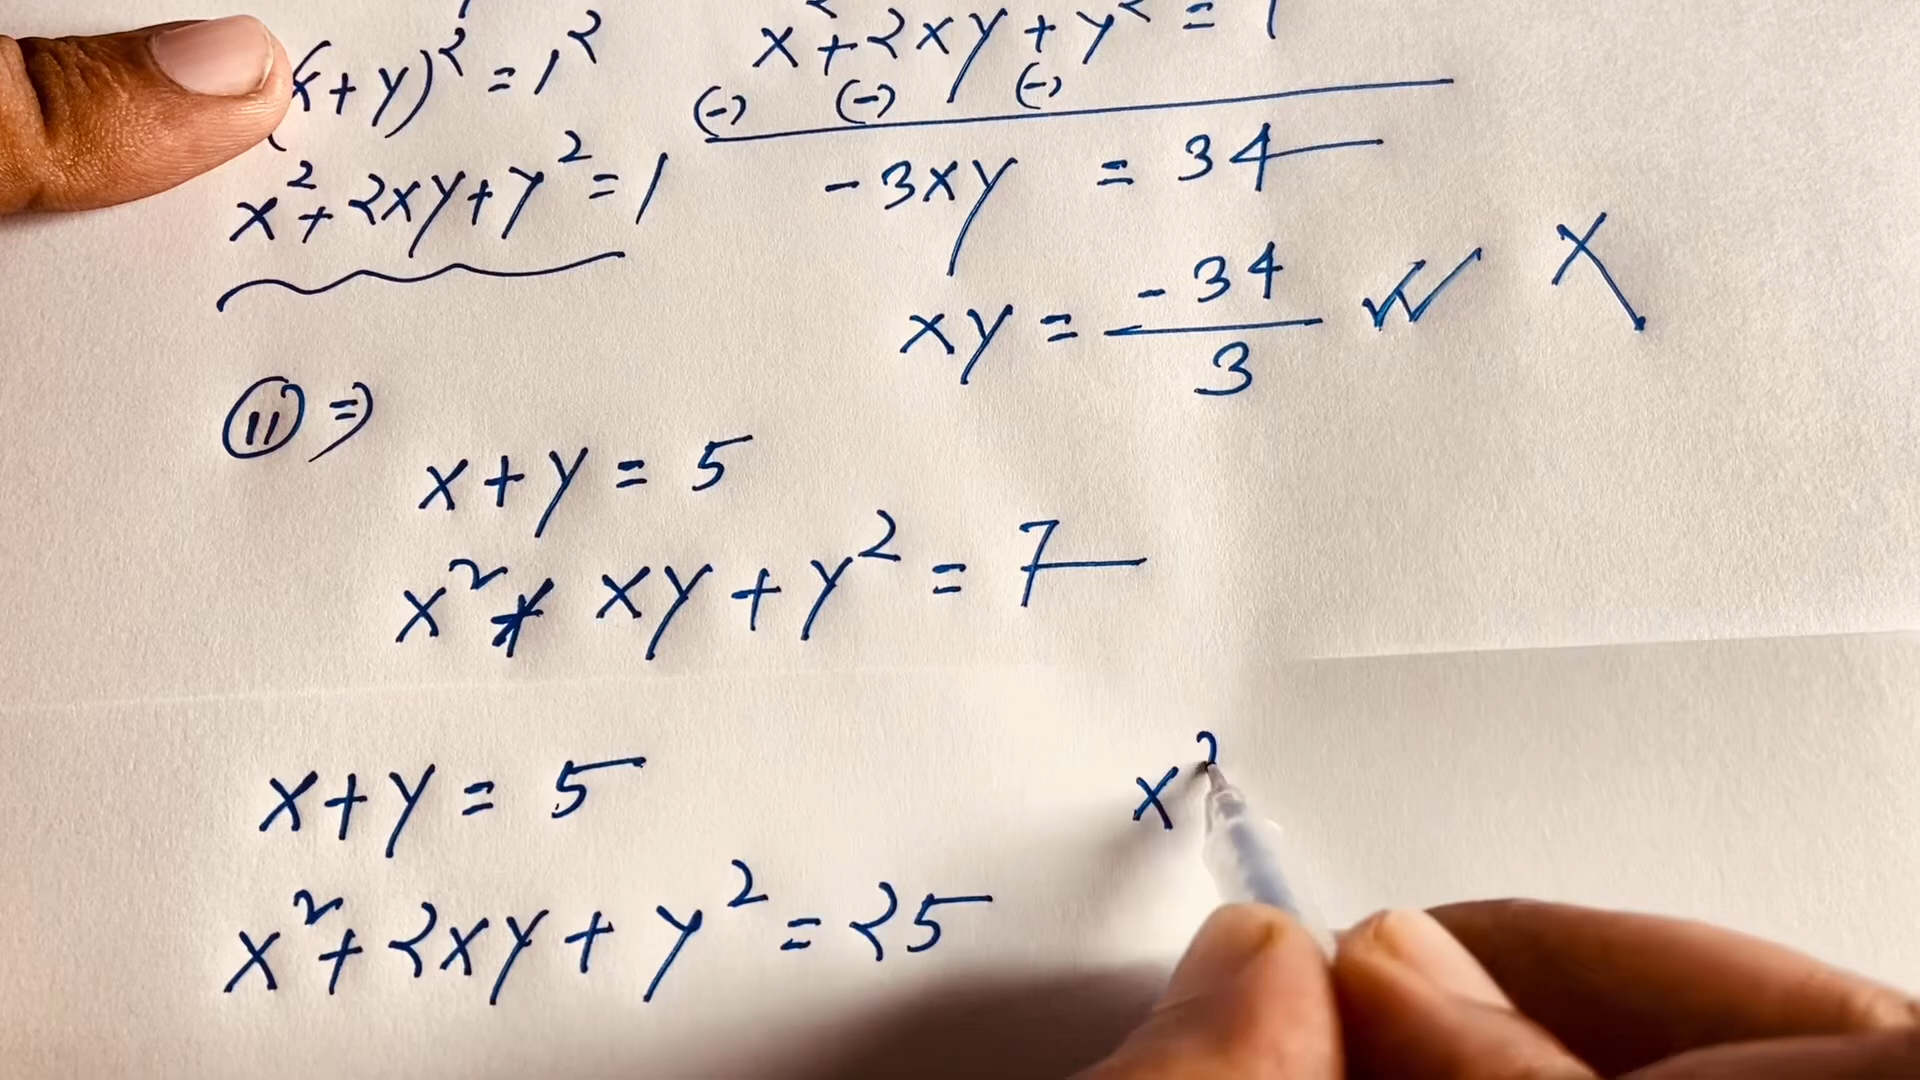 (x+y)² = 1²
x²+2xy+y² = 1
x²+2xy+y² = 1
(-) (-) (-)
-3xy = 34
xy = -34/3
x
(11) ⇒
x+y = 5
x² - xy + y² = 7
x+y = 5
x²+2xy+y² = 25
x²